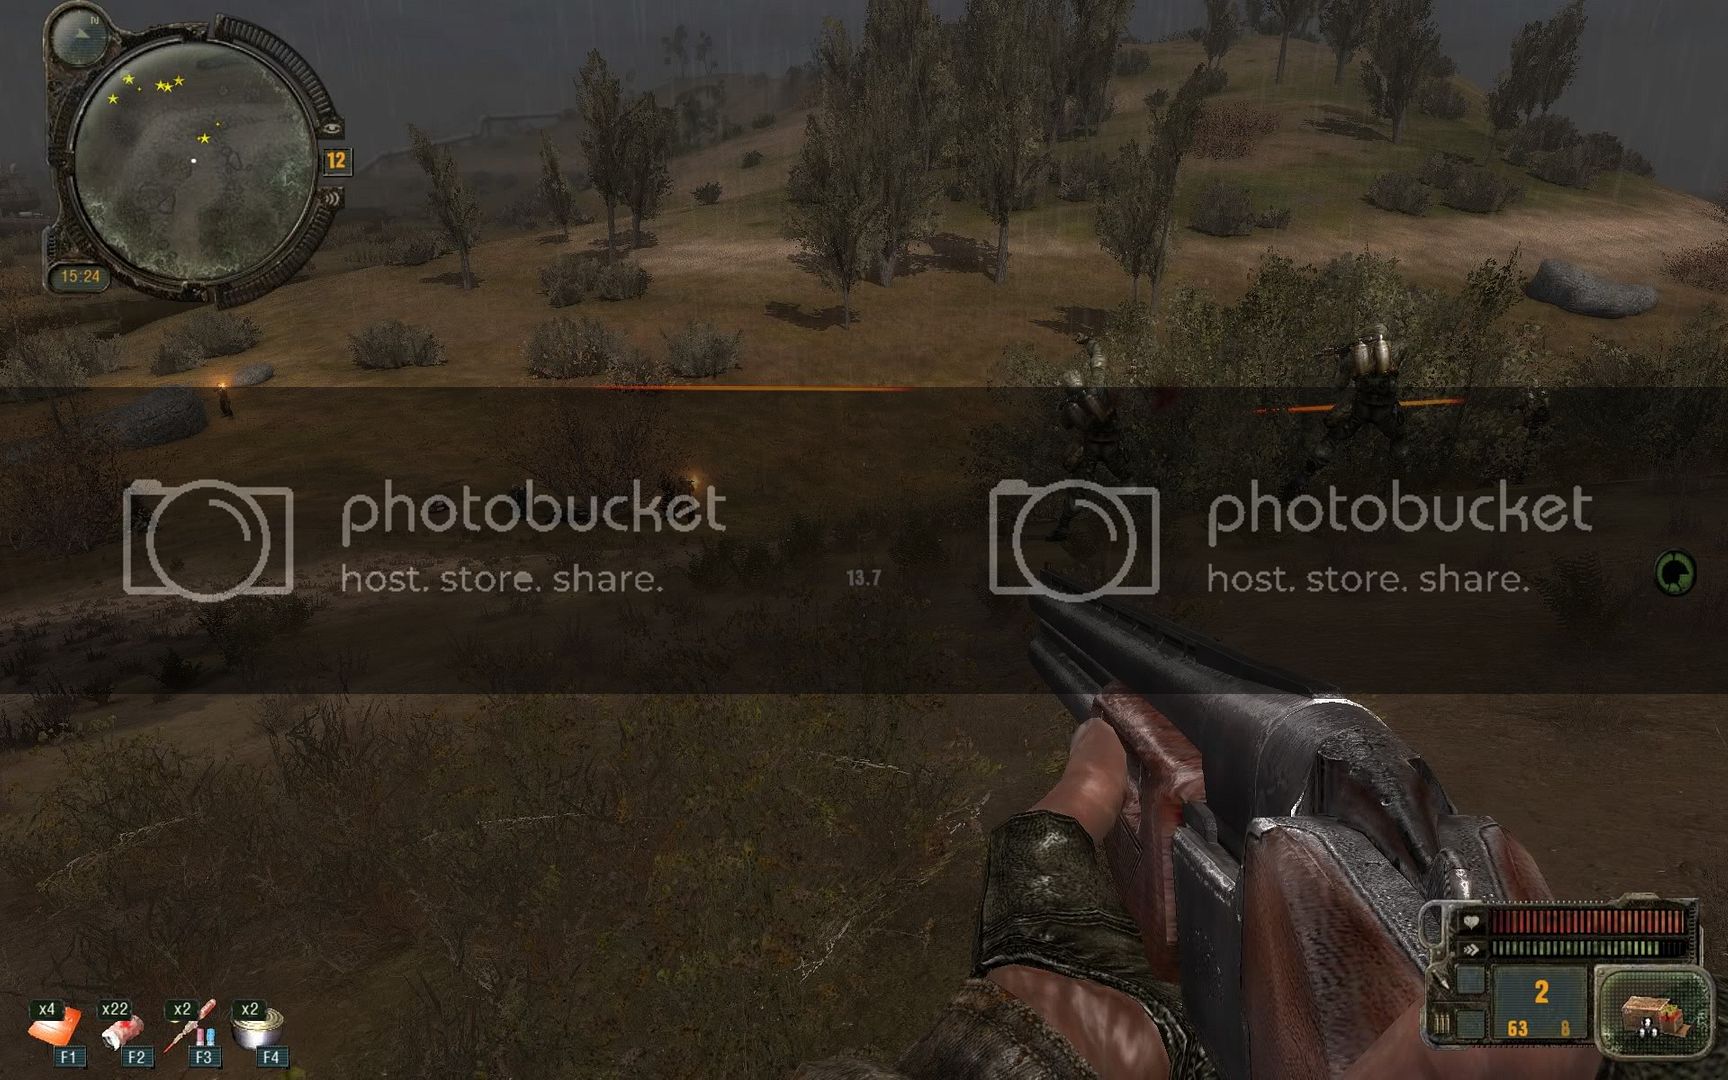 N
12
15:24
photobucket
host. store. share.
photobucket
host. store. share.
13.7
x4
x22
x2
x2
F1
F2
F3
F4
2
63 8